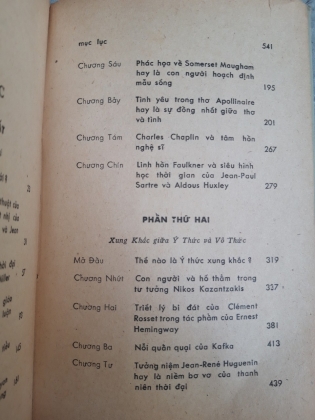 mục lục 541
Chương Sáu Phác họa về Somerset Maugham
hay là con người hoạch định
mẫu sống
195
Chương Bảy Tình yêu trong thơ Apollinaire
hay là sự đồng nhất giữa thơ
và tình
201
Chương Tám Charles Chaplin và tâm hồn
nghệ sĩ
267
Chương Chín Linh hồn Faulkner và siêu hình
học thời gian của Jean-Paul
Sartre và Aldous Huxley 279
PHẦN THỨ HAI
Xung Khắc giữa Ý Thức và Vô Thức
Mở Đầu Thế nào là Ý thức xung khắc ? 319
Chương Nhứt Con người và hố thẳm trong
tư tưởng Nikos Kazantzakis 337
Chương Hai Triết lý bi đát của Clément
Rosset trong tác phẩm của Ernest
Hemingway 381
Chương Ba Nỗi quằn quại của Kafka 413
Chương Tư Tưởng niệm Jean-René Huguenin
hay là niềm bơ vơ của thanh
niên thời đại 439